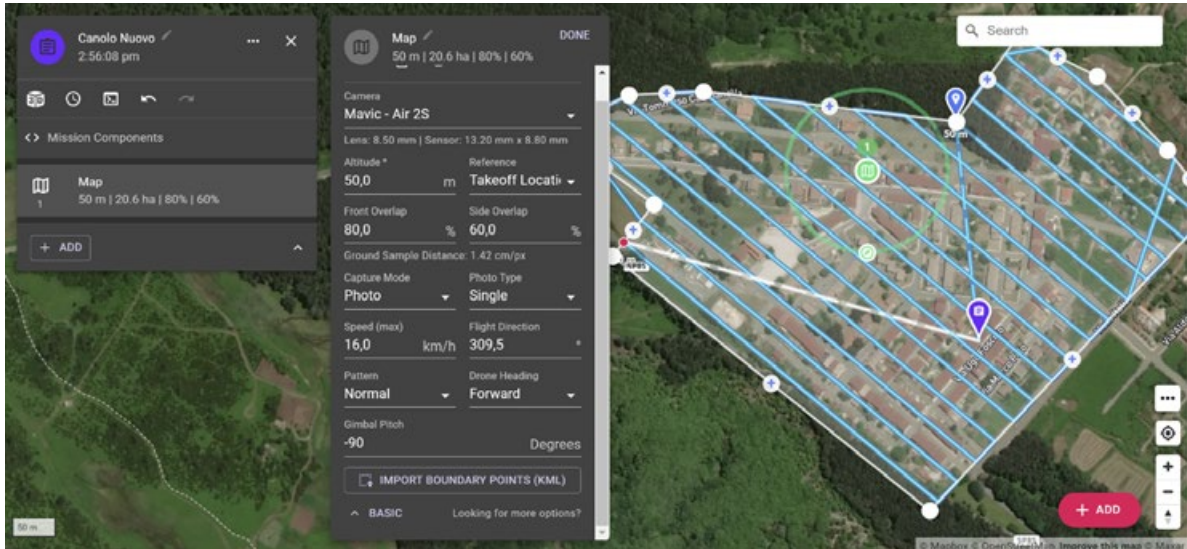 Canolo Nuovo
2:56:08 pm
Mission Components
Map
50 m | 20.6 ha | 80% | 60%
1
+ ADD
Map
50 m | 20.6 ha | 80% | 60%
DONE
Camera
Mavic - Air 2S
Lens: 8.50 mm | Sensor: 13.20 mm x 8.80 mm
Altitude * Reference
50,0 m Takeoff Locati
Front Overlap Side Overlap
80,0 % 60,0 %
Ground Sample Distance: 1.42 cm/px
Capture Mode Photo Type
Photo Single
Speed (max) Flight Direction
16,0 km/h 309,5 °
Pattern Drone Heading
Normal Forward
Gimbal Pitch
-90 Degrees
IMPORT BOUNDARY POINTS (KML)
BASIC Looking for more options?
Search
50 m
1
SP85
+ ADD
50 m
SP85
© Mapbox © OpenStreetMap Improve this map © Maxar